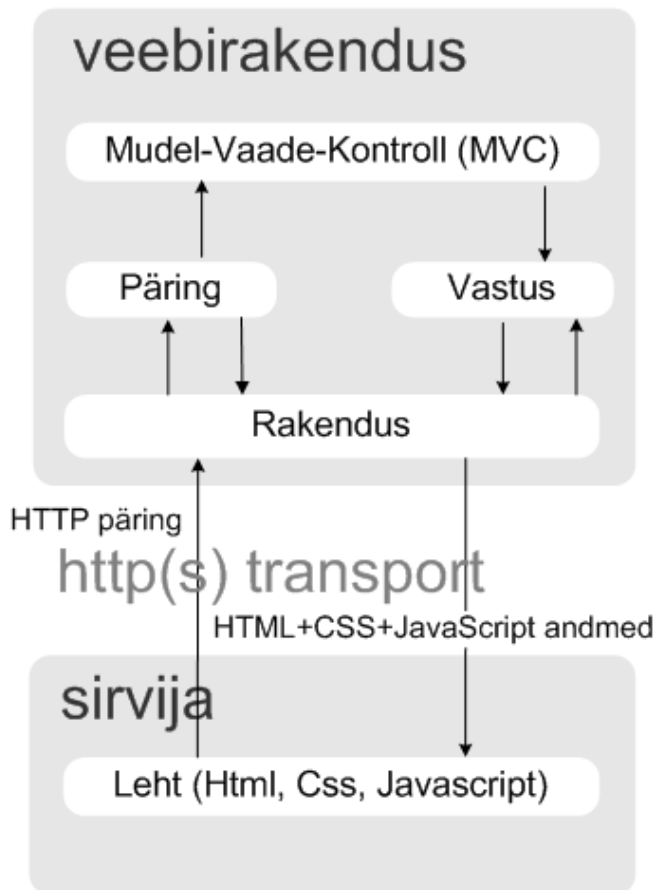 veebirakendus
Mudel-Vaade-Kontroll (MVC)
Päring
Vastus
Rakendus
HTTP päring
http(s) transport
HTML+CSS+JavaScript andmed
sirvija
Leht (Html, Css, Javascript)